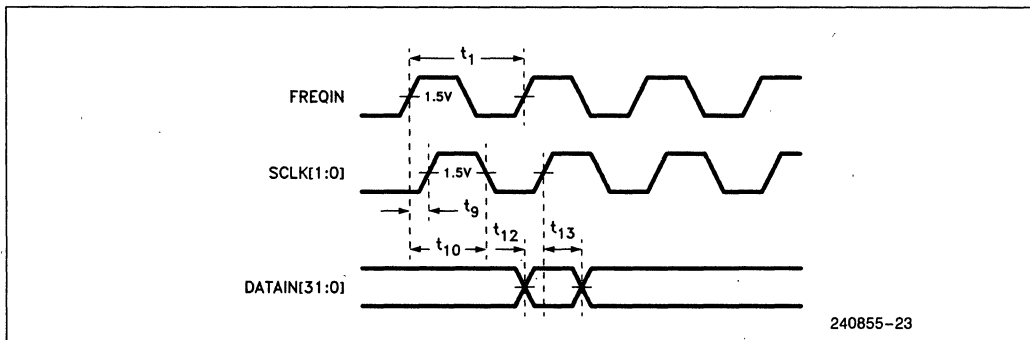 t1
FREQIN
1.5V
SCLK[1:0]
1.5V
t9
t10
t12
t13
DATAIN[31:0]
240855-23